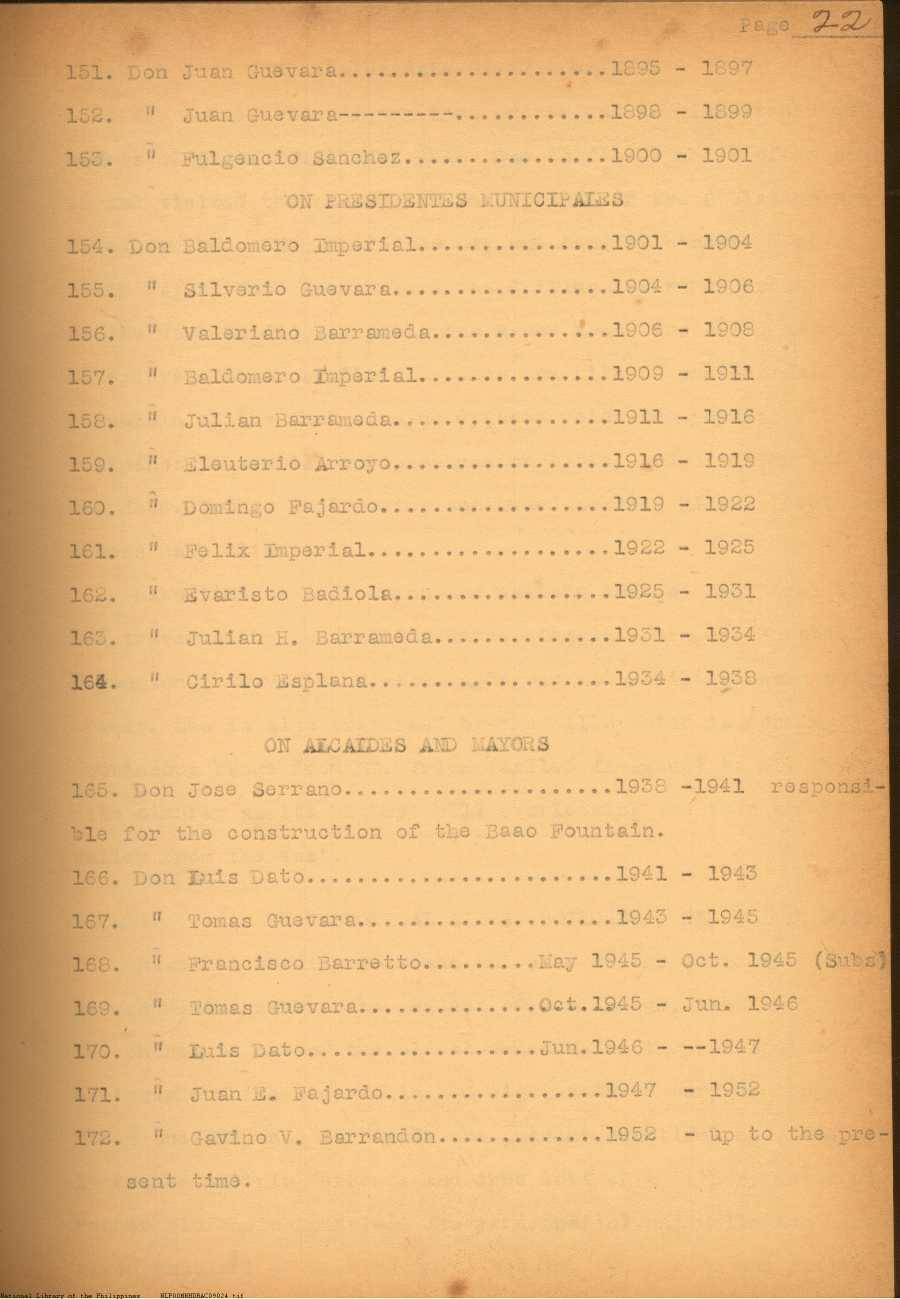 Page 22
151. Don Juan Guevara.....................1895 - 1897
152. " Juan Guevara---------............1898 - 1899
153. " Fulgencio Sanchez................1900 - 1901
ON PRESIDENTES MUNICIPALES
154. Don Baldomero Imperial...............1901 - 1904
155. " Silverio Guevara.................1904 - 1906
156. " Valeriano Barrameda..............1906 - 1908
157. " Baldomero Imperial...............1909 - 1911
158. " Julian Barrameda.................1911 - 1916
159. " Eleuterio Arroyo.................1916 - 1919
160. " Domingo Fajardo..................1919 - 1922
161. " Felix Imperial...................1922 - 1925
162. " Evaristo Badiola.................1925 - 1931
163. " Julian H. Barrameda..............1931 - 1934
164. " Cirilo Esplana...................1934 - 1938
ON ALCAIDES AND MAYORS
165. Don Jose Serrano.....................1938 -1941 responsi-
ble for the construction of the Baao Fountain.
166. Don Luis Dato........................1941 - 1943
167. " Tomas Guevara....................1943 - 1945
168. " Francisco Barretto.........May 1945 - Oct. 1945 (Subs)
169. " Tomas Guevara..............Oct.1945 - Jun. 1946
170. " Luis Dato..................Jun.1946 - --1947
171. " Juan E. Fajardo.................1947 - 1952
172. " Gavino V. Barrandon.............1952 - up to the pre-
sent time.
National Library of the Philippines NLPODMNHDBAC09024.tif